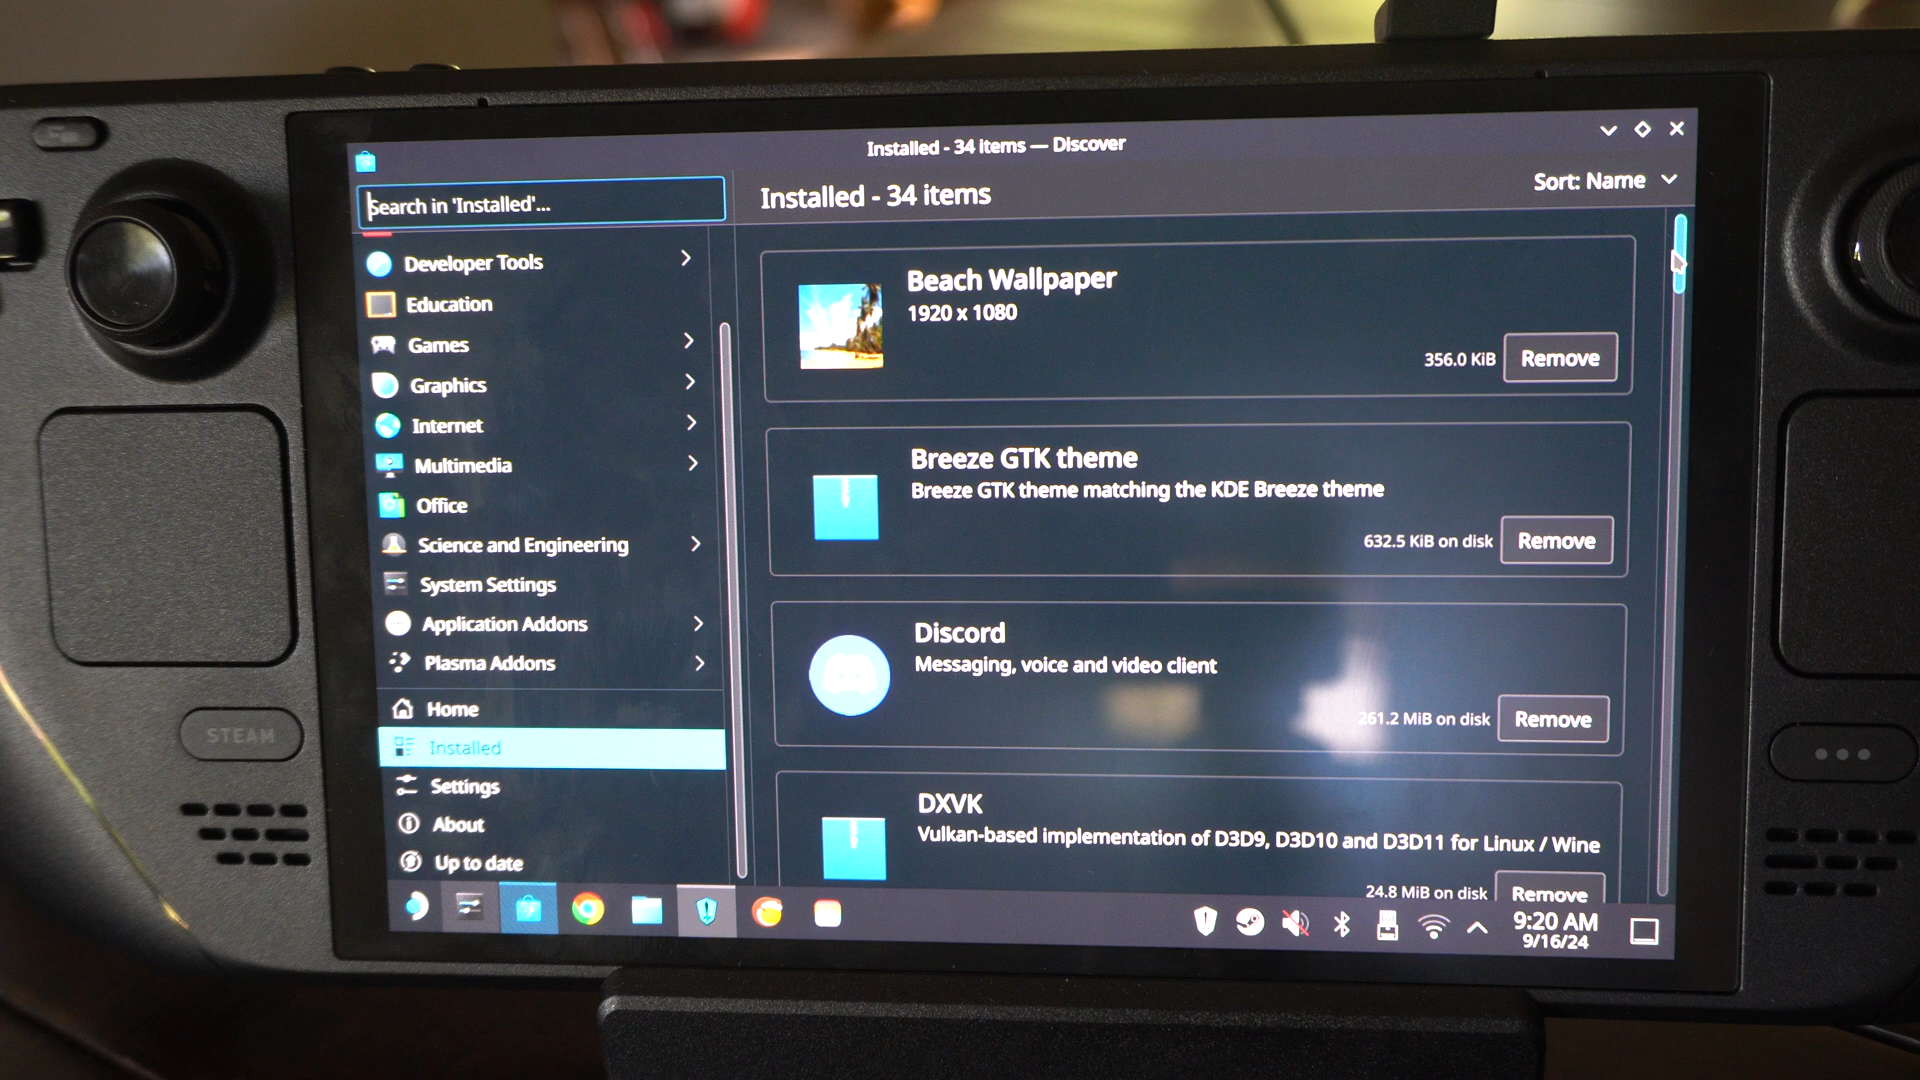 Installed - 34 items — Discover
Search in 'Installed'...
Installed - 34 items
Sort: Name
Developer Tools
Education
Games
Graphics
Internet
Multimedia
Office
Science and Engineering
System Settings
Application Addons
Plasma Addons
Home
Installed
Settings
About
Up to date
Beach Wallpaper
1920 x 1080
356.0 KiB
Remove
Breeze GTK theme
Breeze GTK theme matching the KDE Breeze theme
632.5 KiB on disk
Remove
Discord
Messaging, voice and video client
261.2 MiB on disk
Remove
DXVK
Vulkan-based implementation of D3D9, D3D10 and D3D11 for Linux / Wine
24.8 MiB on disk
Remove
9:20 AM
9/16/24
STEAM